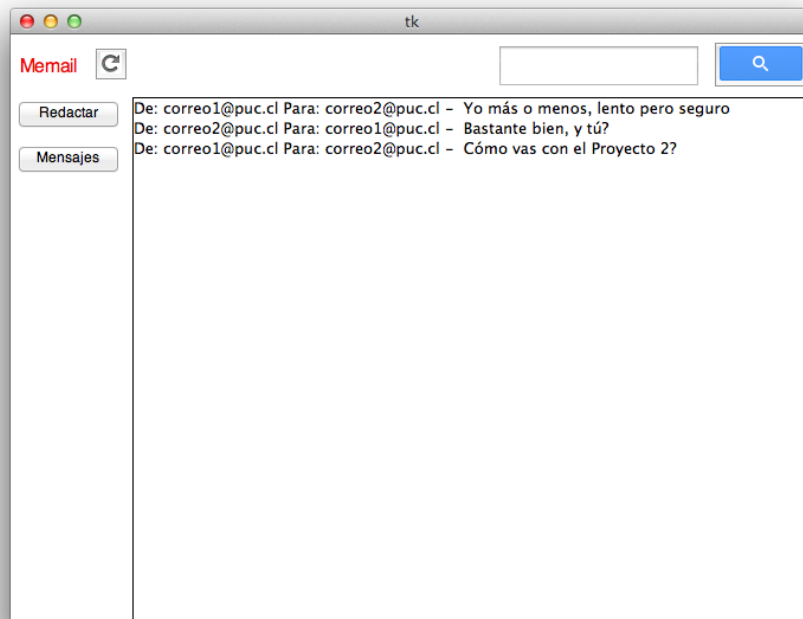 tk
Memail
Redactar
Mensajes
De: correo1@puc.cl Para: correo2@puc.cl – Yo más o menos, lento pero seguro
De: correo2@puc.cl Para: correo1@puc.cl – Bastante bien, y tú?
De: correo1@puc.cl Para: correo2@puc.cl – Cómo vas con el Proyecto 2?